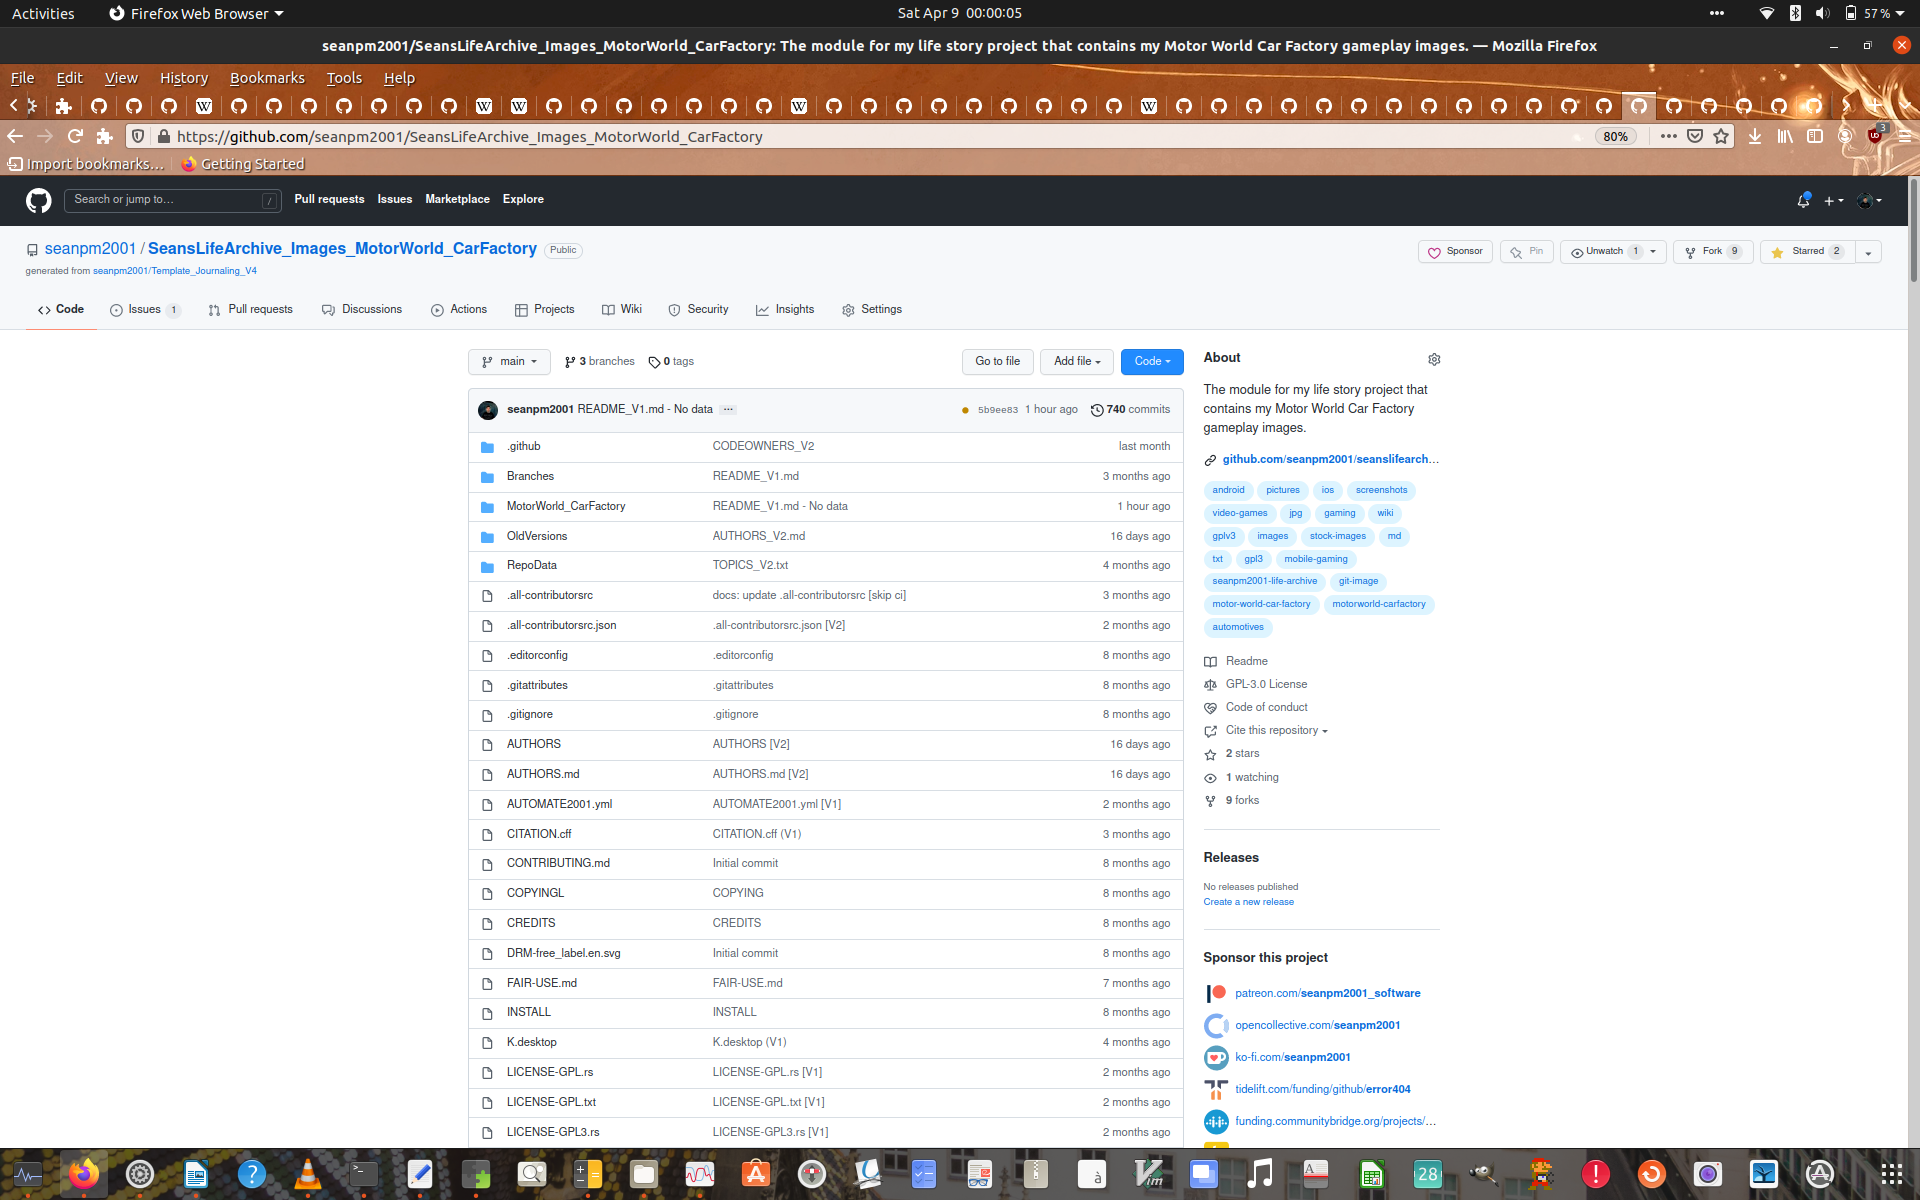 Activities Firefox Web Browser Sat Apr 9 00:00:05 57 %
seanpm2001/SeansLifeArchive_Images_MotorWorld_CarFactory: The module for my life story project that contains my Motor World Car Factory gameplay images. — Mozilla Firefox
File Edit View History Bookmarks Tools Help
https://github.com/seanpm2001/SeansLifeArchive_Images_MotorWorld_CarFactory 80% 3
Import bookmarks... Getting Started
Search or jump to... / Pull requests Issues Marketplace Explore
seanpm2001 / SeansLifeArchive_Images_MotorWorld_CarFactory Public Sponsor Pin Unwatch 1 Fork 9 Starred 2
generated from seanpm2001/Template_Journaling_V4
Code Issues 1 Pull requests Discussions Actions Projects Wiki Security Insights Settings
main 3 branches 0 tags Go to file Add file Code
seanpm2001 README_V1.md - No data ... 5b9ee83 1 hour ago 740 commits
.github CODEOWNERS_V2 last month
Branches README_V1.md 3 months ago
MotorWorld_CarFactory README_V1.md - No data 1 hour ago
OldVersions AUTHORS_V2.md 16 days ago
RepoData TOPICS_V2.txt 4 months ago
.all-contributorsrc docs: update .all-contributorsrc [skip ci] 3 months ago
.all-contributorsrc.json .all-contributorsrc.json [V2] 2 months ago
.editorconfig .editorconfig 8 months ago
.gitattributes .gitattributes 8 months ago
.gitignore .gitignore 8 months ago
AUTHORS AUTHORS [V2] 16 days ago
AUTHORS.md AUTHORS.md [V2] 16 days ago
AUTOMATE2001.yml AUTOMATE2001.yml [V1] 2 months ago
CITATION.cff CITATION.cff (V1) 3 months ago
CONTRIBUTING.md Initial commit 8 months ago
COPYINGL COPYING 8 months ago
CREDITS CREDITS 8 months ago
DRM-free_label.en.svg Initial commit 8 months ago
FAIR-USE.md FAIR-USE.md 7 months ago
INSTALL INSTALL 8 months ago
K.desktop K.desktop (V1) 4 months ago
LICENSE-GPL.rs LICENSE-GPL.rs [V1] 2 months ago
LICENSE-GPL.txt LICENSE-GPL.txt [V1] 2 months ago
LICENSE-GPL3.rs LICENSE-GPL3.rs [V1] 2 months ago
About
The module for my life story project that
contains my Motor World Car Factory
gameplay images.
github.com/seanpm2001/seanslifearch...
android pictures ios screenshots
video-games jpg gaming wiki
gplv3 images stock-images md
txt gpl3 mobile-gaming
seanpm2001-life-archive git-image
motor-world-car-factory motorworld-carfactory
automotives
Readme
GPL-3.0 License
Code of conduct
Cite this repository
2 stars
1 watching
9 forks
Releases
No releases published
Create a new release
Sponsor this project
patreon.com/seanpm2001_software
opencollective.com/seanpm2001
ko-fi.com/seanpm2001
tidelift.com/funding/github/error404
funding.communitybridge.org/projects/...
28